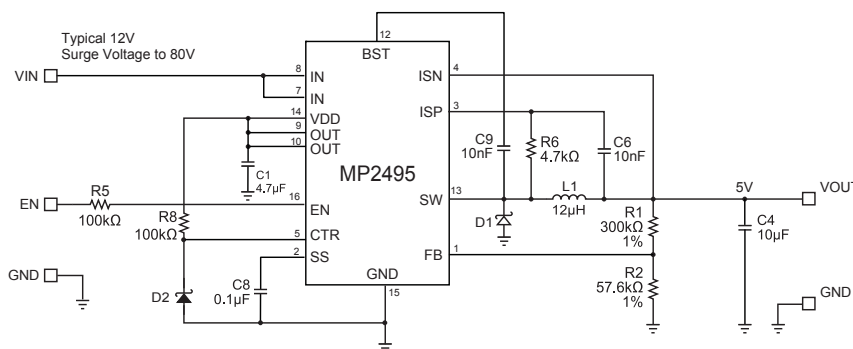 Typical 12V
Surge Voltage to 80V
VIN
EN
GND
12
BST
8
IN
7
IN
14
VDD
9
OUT
10
OUT
C1
4.7µF
R5
100kΩ
R8
100kΩ
16
EN
5
CTR
2
SS
D2
C8
0.1µF
MP2495
GND
15
ISN
4
ISP
3
SW
13
FB
1
C9
10nF
R6
4.7kΩ
C6
10nF
D1
L1
12µH
R1
300kΩ
1%
R2
57.6kΩ
1%
5V
C4
10µF
VOUT
GND